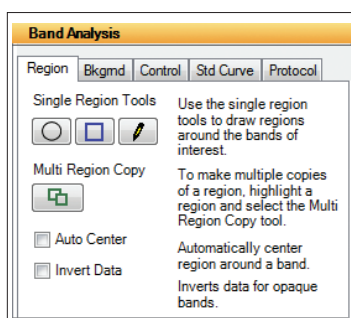 Band Analysis
Region Bkgrnd Control Std Curve Protocol
Single Region Tools
Use the single region
tools to draw regions
around the bands of
interest.
Multi Region Copy
To make multiple copies
of a region, highlight a
region and select the Multi
Region Copy tool.
Auto Center
Automatically center
region around a band.
Invert Data
Inverts data for opaque
bands.